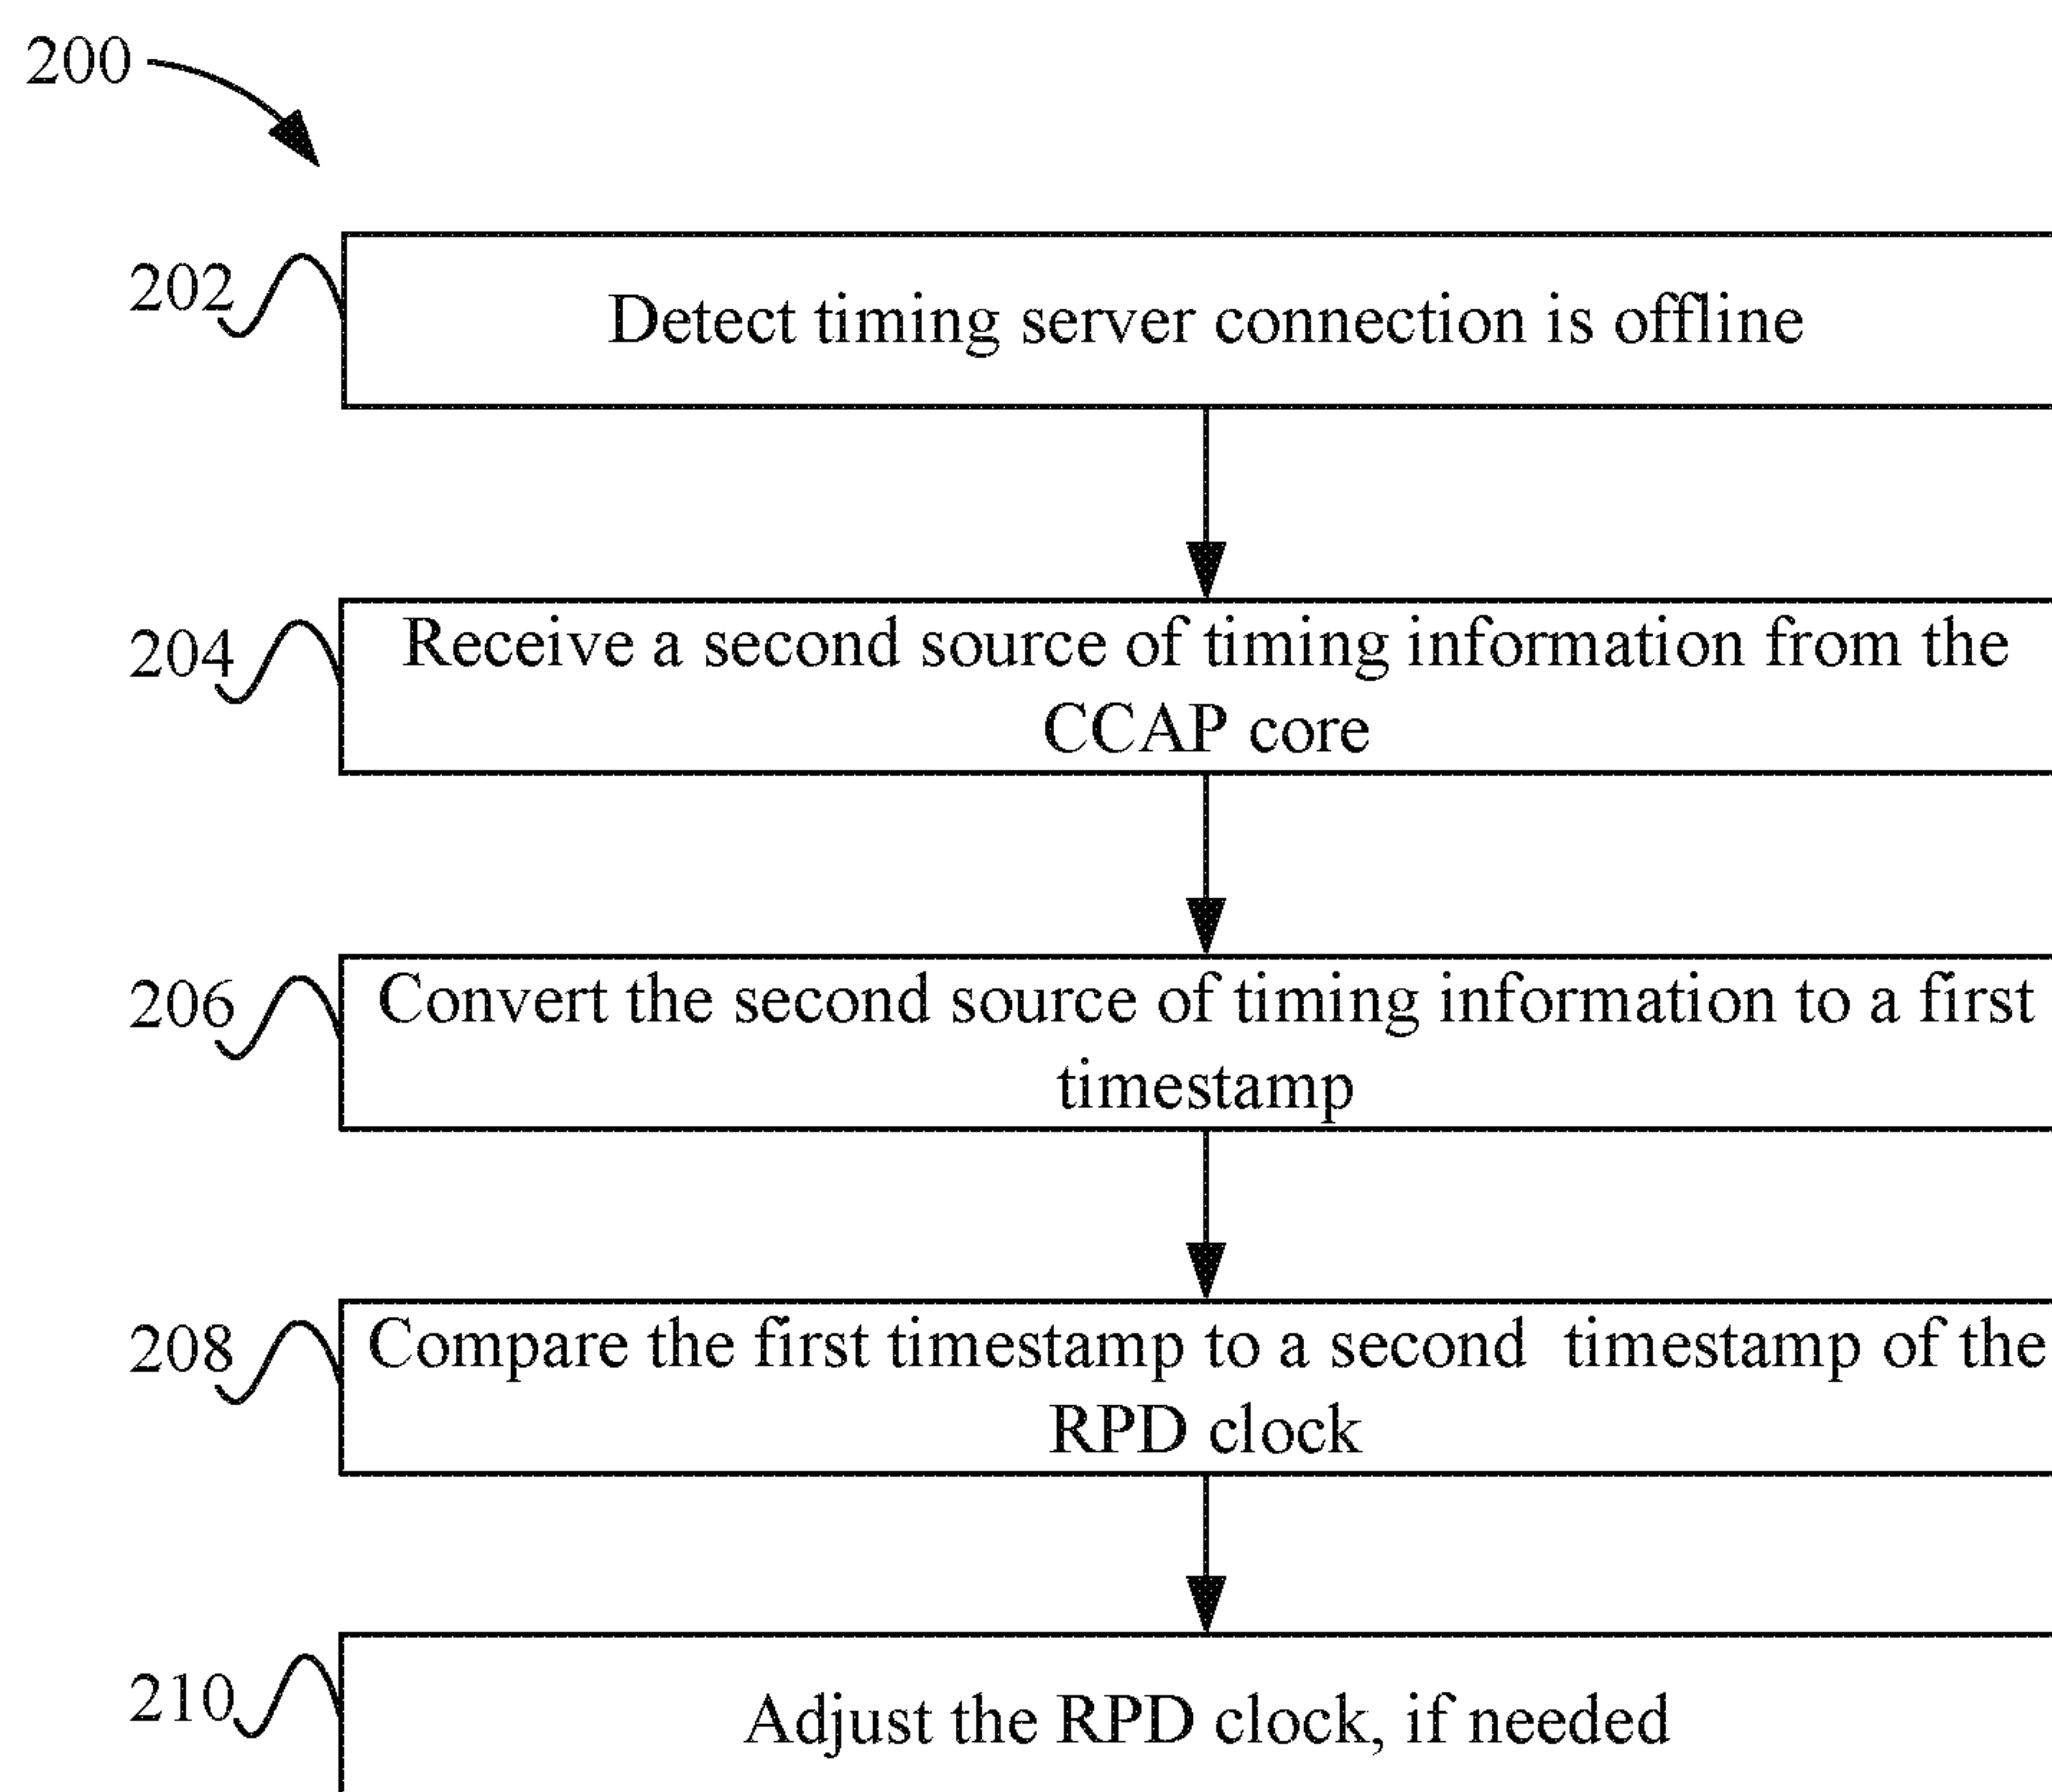 200
202
Detect timing server connection is offline
204
Receive a second source of timing information from the
CCAP core
206
Convert the second source of timing information to a first
timestamp
208
Compare the first timestamp to a second timestamp of the
RPD clock
210
Adjust the RPD clock, if needed